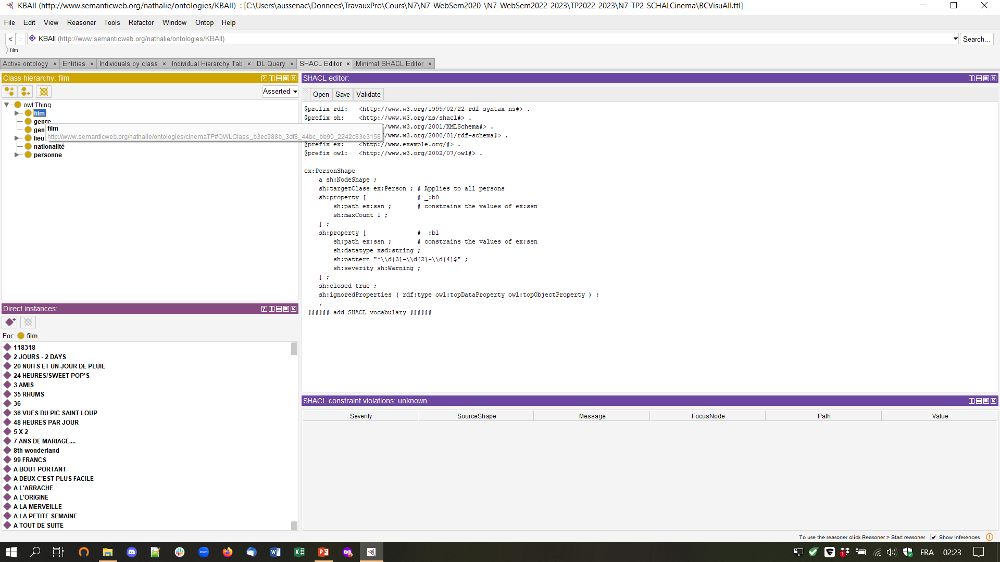 KBAll (http://www.semanticweb.org/nathalie/ontologies/KBAll) : [C:\Users\aussenac\Donnees\TravauxPro\Cours\N7\N7-WebSem2020-\N7-WebSem2022-2023\TP2022-2023\N7-TP2-SCHALCinema\BCVisuAll.ttl]
File Edit View Reasoner Tools Refactor Window Ontop Help
< > KBAll (http://www.semanticweb.org/nathalie/ontologies/KBAll) Search...
film
Active ontology × Entities × Individuals by class × Individual Hierarchy Tab × DL Query × SHACL Editor × Minimal SHACL Editor ×
Class hierarchy: film
Asserted
owl:Thing
film
genre
gen
lieu
nationalité
personne
film
http://www.semanticweb.org/nathalie/ontologies/cinemaTP#OWLClass_b3ec988b_3df8_44bc_bb90_2242c83e3158
Direct instances:
For: film
118318
2 JOURS - 2 DAYS
20 NUITS ET UN JOUR DE PLUIE
24 HEURES/SWEET POP'S
3 AMIS
35 RHUMS
36
36 VUES DU PIC SAINT LOUP
48 HEURES PAR JOUR
5 X 2
7 ANS DE MARIAGE....
8th wonderland
99 FRANCS
A BOUT PORTANT
A DEUX C'EST PLUS FACILE
A L'ARRACHE
A L'ORIGINE
A LA MERVEILLE
A LA PETITE SEMAINE
A TOUT DE SUITE
SHACL editor:
Open Save Validate
@prefix rdf: <http://www.w3.org/1999/02/22-rdf-syntax-ns#> .
@prefix sh: <http://www.w3.org/ns/shacl#> .
/2001/XMLSchema#> .
/2000/01/rdf-schema#> .
@prefix ex: <http://www.example.org/#> .
@prefix owl: <http://www.w3.org/2002/07/owl#> .
ex:PersonShape
a sh:NodeShape ;
sh:targetClass ex:Person ; # Applies to all persons
sh:property [ # _:b0
sh:path ex:ssn ; # constrains the values of ex:ssn
sh:maxCount 1 ;
] ;
sh:property [ # _:b1
sh:path ex:ssn ; # constrains the values of ex:ssn
sh:datatype xsd:string ;
sh:pattern "^\\d{3}-\\d{2}-\\d{4}$" ;
sh:severity sh:Warning ;
] ;
sh:closed true ;
sh:ignoredProperties ( rdf:type owl:topDataProperty owl:topObjectProperty ) ;
.
###### add SHACL vocabulary ######
SHACL constraint violations: unknown
Severity SourceShape Message FocusNode Path Value
To use the reasoner click Reasoner > Start reasoner Show Inferences
zoom
FRA 02:23